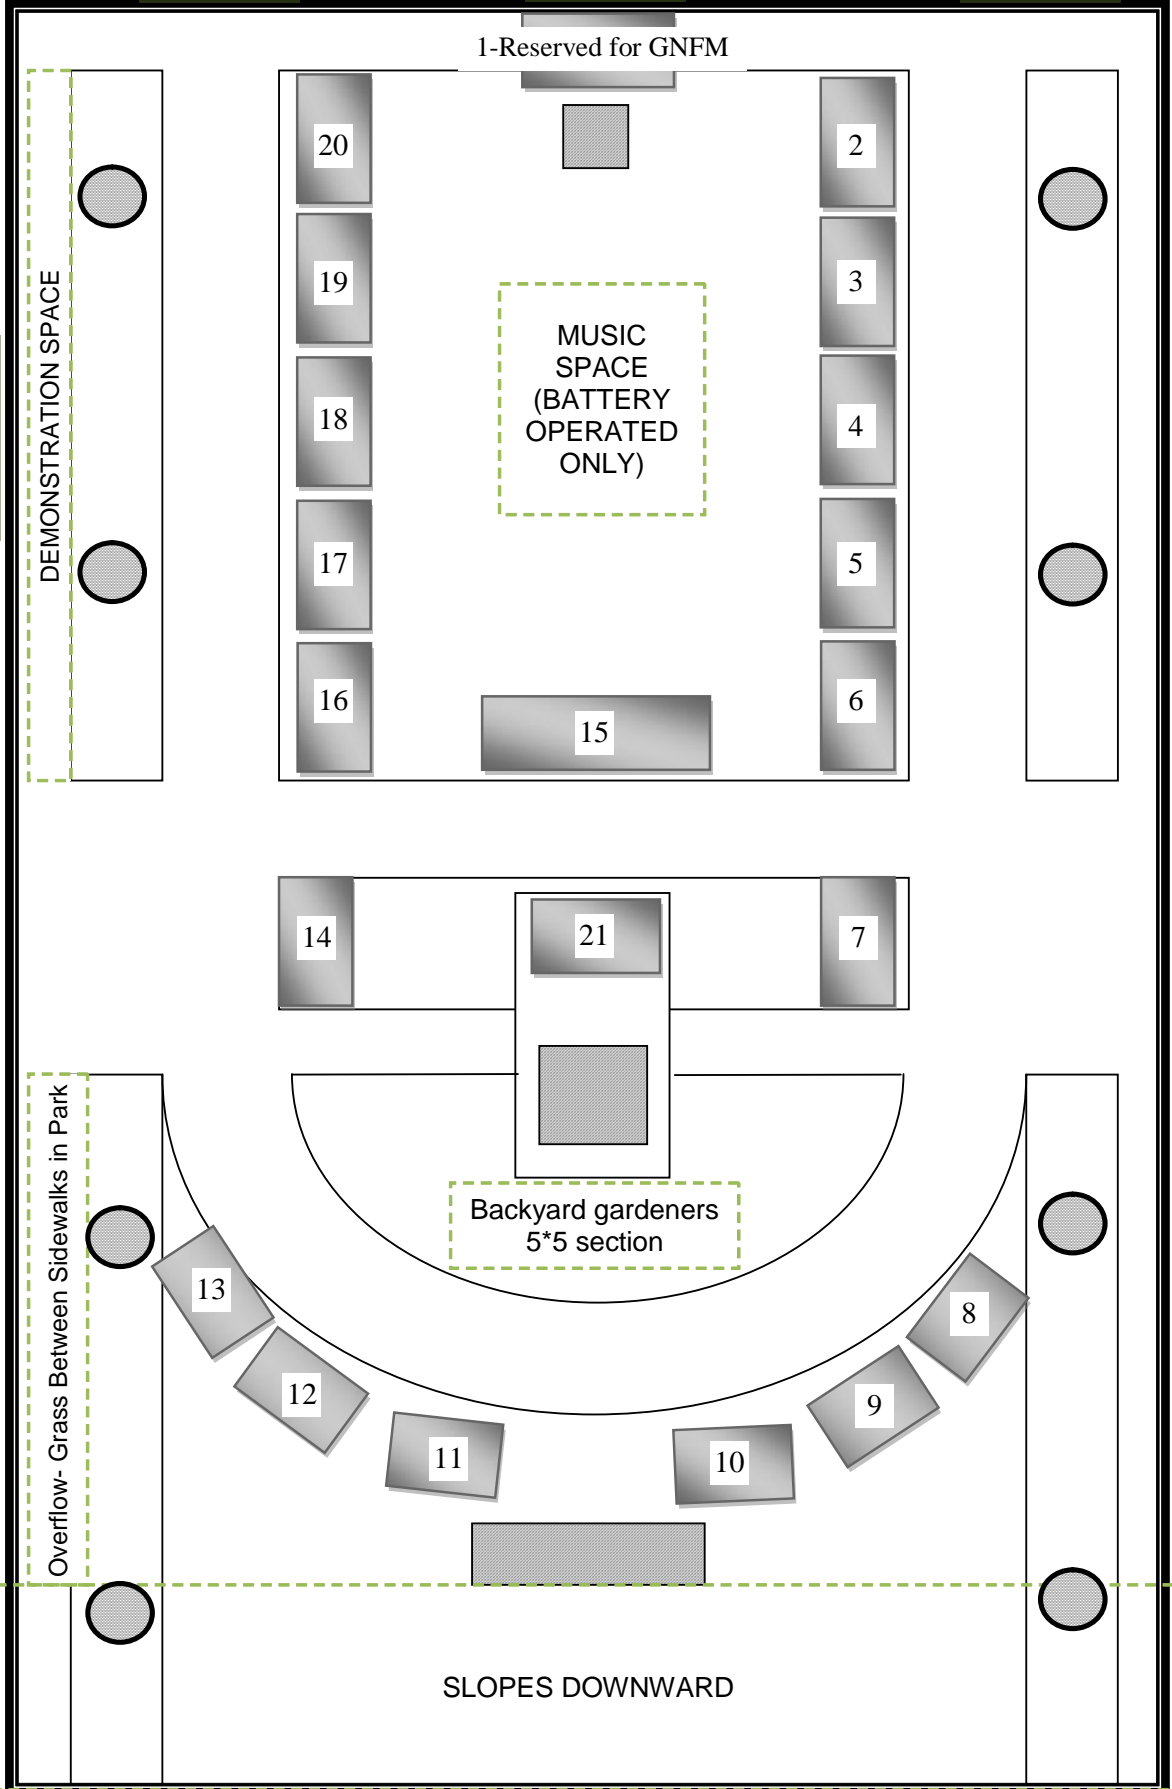 1-Reserved for GNFM
20
2
19
3
DEMONSTRATION SPACE
MUSIC
SPACE
(BATTERY
OPERATED
ONLY)
18
4
17
5
16
6
15
14
21
7
Overflow- Grass Between Sidewalks in Park
Backyard gardeners
5*5 section
13
8
12
9
11
10
SLOPES DOWNWARD